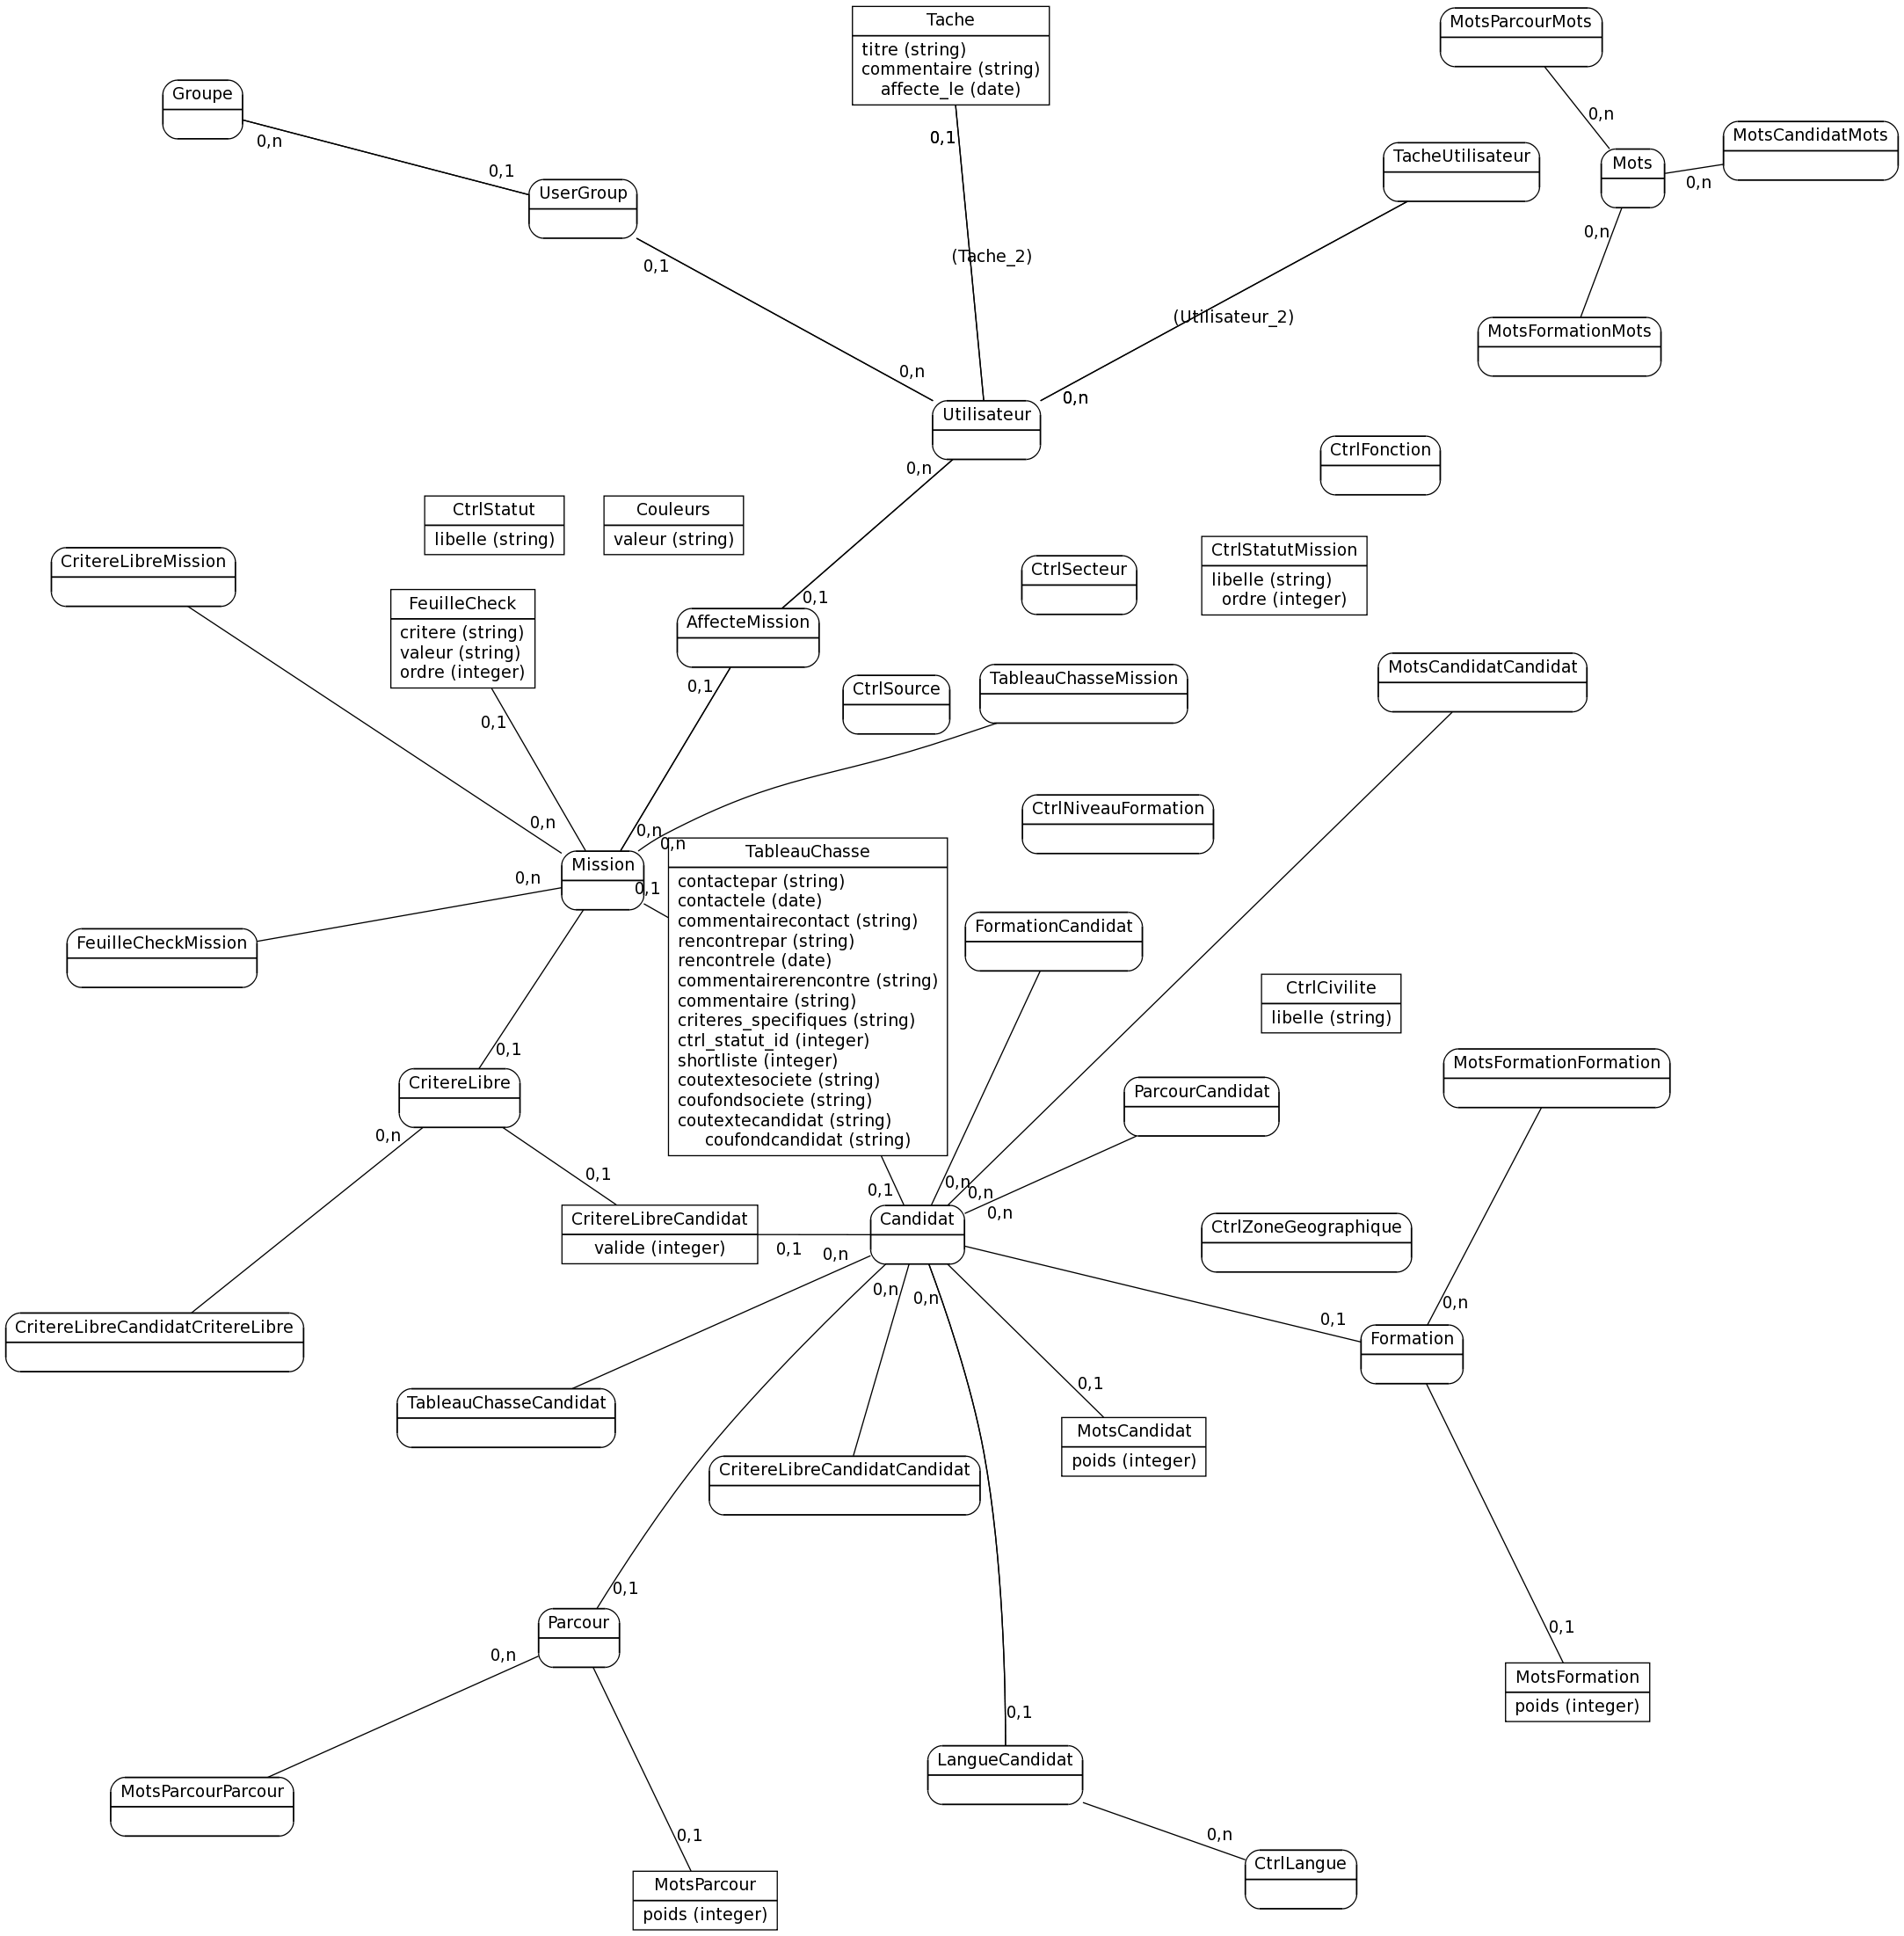 Tache
titre (string)
commentaire (string)
affecte_le (date)
MotsParcourMots
Groupe
0,n
0,1
UserGroup
0,1
0,1
0,n
MotsCandidatMots
Mots
0,n
TacheUtilisateur
0,n
MotsFormationMots
(Tache_2)
(Utilisateur_2)
0,n
0,n
Utilisateur
0,n
CtrlFonction
CtrlStatut
libelle (string)
Couleurs
valeur (string)
CtrlStatutMission
libelle (string)
ordre (integer)
CritereLibreMission
CtrlSecteur
FeuilleCheck
critere (string)
valeur (string)
ordre (integer)
0,1
AffecteMission
0,1
0,1
CtrlSource
TableauChasseMission
MotsCandidatCandidat
CtrlNiveauFormation
0,n
0,n
0,n
Mission
0,n
0,1
TableauChasse
contactepar (string)
contactele (date)
commentairecontact (string)
rencontrepar (string)
rencontrele (date)
commentairerencontre (string)
commentaire (string)
criteres_specifiques (string)
ctrl_statut_id (integer)
shortliste (integer)
coutextesociete (string)
coufondsociete (string)
coutextecandidat (string)
coufondcandidat (string)
FeuilleCheckMission
FormationCandidat
CtrlCivilite
libelle (string)
0,1
CritereLibre
0,n
ParcourCandidat
MotsFormationFormation
0,1
CritereLibreCandidat
valide (integer)
0,1
0,1
0,n
0,n
0,n
Candidat
0,n
0,n
0,n
CtrlZoneGeographique
0,n
0,1
Formation
CritereLibreCandidatCritereLibre
TableauChasseCandidat
CritereLibreCandidatCandidat
0,1
MotsCandidat
poids (integer)
0,1
Parcour
0,n
0,1
MotsFormation
poids (integer)
0,1
LangueCandidat
MotsParcourParcour
0,1
0,n
CtrlLangue
MotsParcour
poids (integer)